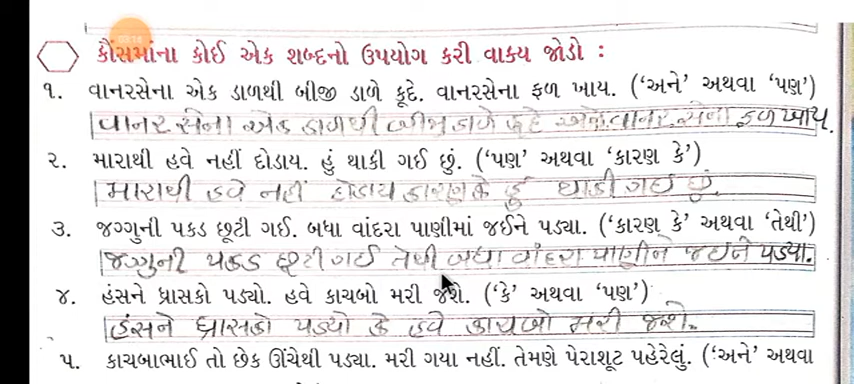 03:16
કૌંસમાંના કોઈ એક શબ્દનો ઉપયોગ કરી વાક્ય જોડો :
૧. વાનરસેના એક ડાળથી બીજી ડાળે કૂદે. વાનરસેના ફળ ખાય. (‘અને’ અથવા ‘પણ’)
વાનરસેના એક ડાળથી બીજી ડાળે કૂદે અને વાનરસેના ફળ ખાય.
૨. મારાથી હવે નહીં દોડાય. હું થાકી ગઈ છું. (‘પણ’ અથવા ‘કારણ કે’)
મારાથી હવે નહીં દોડાય કારણ કે હું થાકી ગઈ છું.
૩. જગ્ગુની પકડ છૂટી ગઈ. બધા વાંદરા પાણીમાં જઈને પડ્યા. (‘કારણ કે’ અથવા ‘તેથી’)
જગ્ગુની પકડ છૂટી ગઈ તેથી બધા વાંદરા પાણીને જઈને પડ્યા.
૪. હંસને ધ્રાસકો પડ્યો. હવે કાચબો મરી જશે. (‘કે’ અથવા ‘પણ’)
હંસને ધ્રાસકો પડ્યો કે હવે કાચબો મરી જશે.
૫. કાચબાભાઈ તો છેક ઊંચેથી પડ્યા. મરી ગયા નહીં. તેમણે પેરાશૂટ પહેરેલું. (‘અને’ અથવા